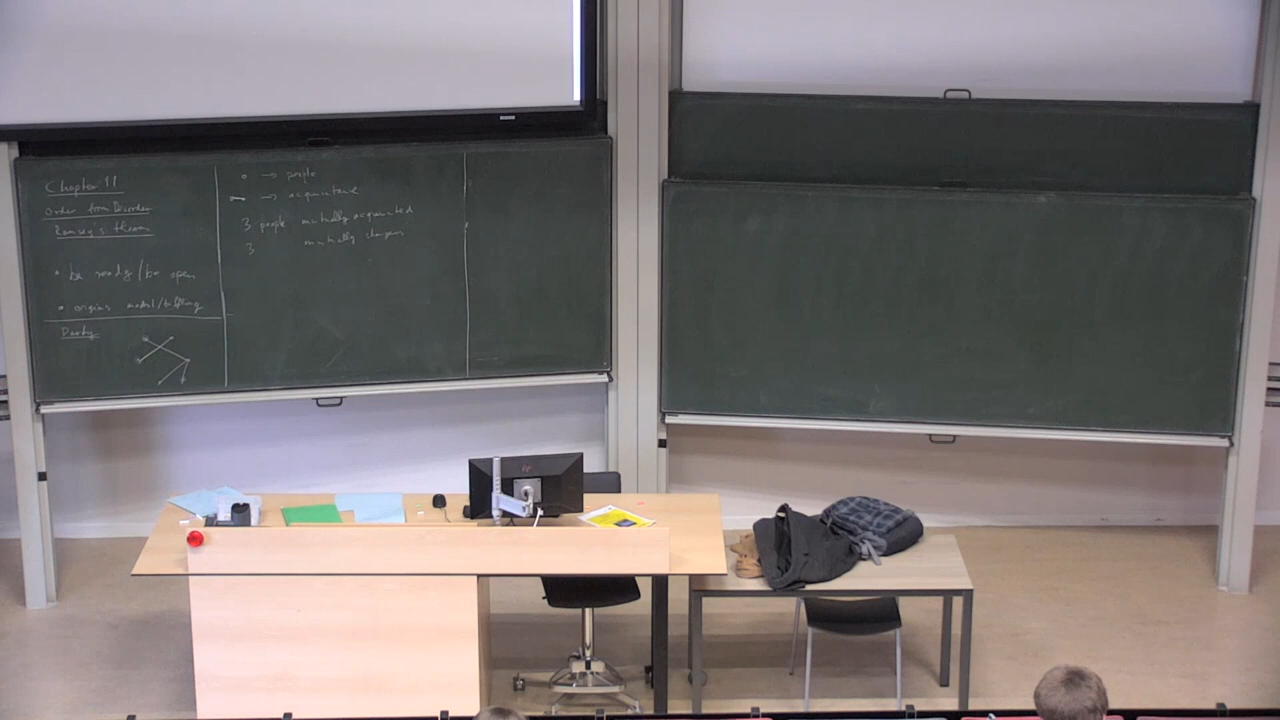 Chapter 11
Order from Disorder
Ramsey's theorem
• be ready/be open
• origins model/
Party
o → people
→ acquaintance
3 people mutually acquainted
3 mutually